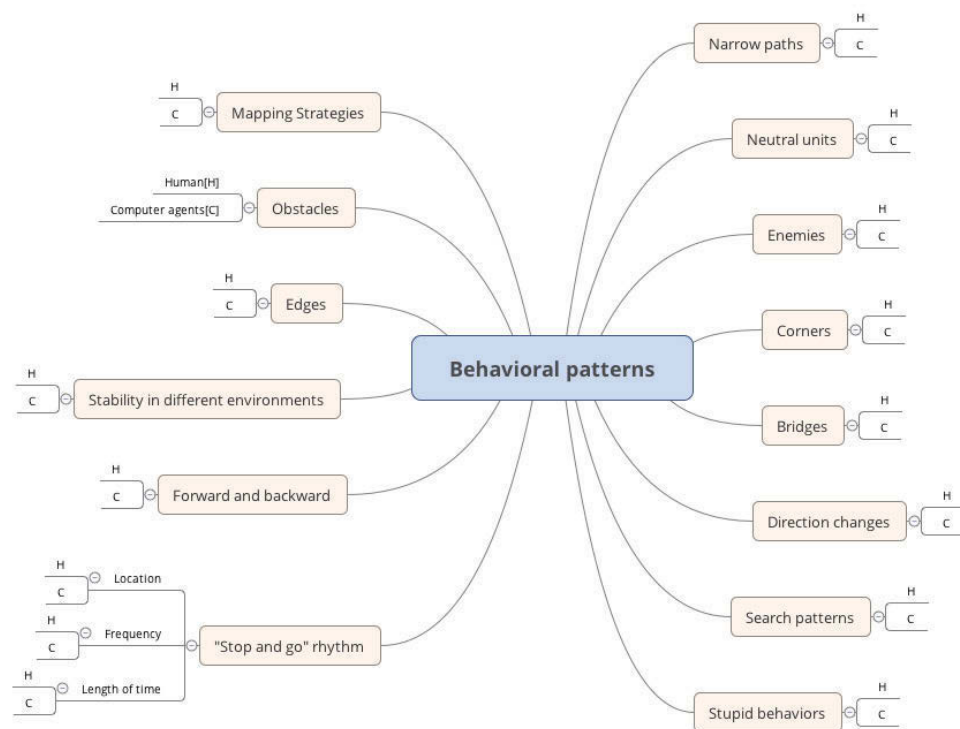 Behavioral patterns
Mapping Strategies
H
C
Obstacles
Human[H]
Computer agents[C]
Edges
H
C
Stability in different environments
H
C
Forward and backward
H
C
"Stop and go" rhythm
Location
H
C
Frequency
H
C
Length of time
H
C
Narrow paths
H
C
Neutral units
H
C
Enemies
H
C
Corners
H
C
Bridges
H
C
Direction changes
H
C
Search patterns
H
C
Stupid behaviors
H
C